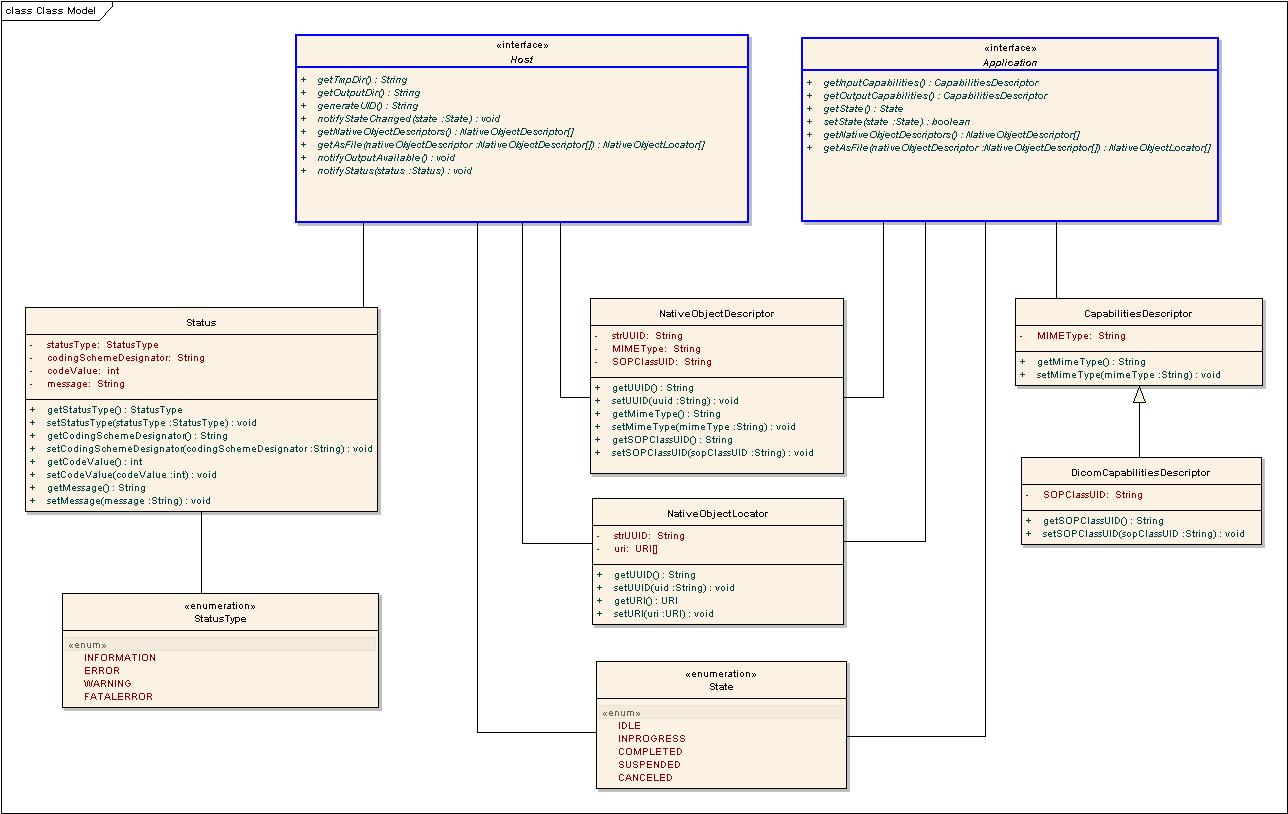 class Class Model
«interface»
Host
+ getTmpDir() : String
+ getOutputDir() : String
+ generateUID() : String
+ notifyStateChanged(state :State) : void
+ getNativeObjectDescriptors() : NativeObjectDescriptor[]
+ getAsFile(nativeObjectDescriptor :NativeObjectDescriptor[]) : NativeObjectLocator[]
+ notifyOutputAvailable() : void
+ notifyStatus(status :Status) : void
«interface»
Application
+ getInputCapabilities() : CapabilitiesDescriptor
+ getOutputCapabilities() : CapabilitiesDescriptor
+ getState() : State
+ setState(state :State) : boolean
+ getNativeObjectDescriptors() : NativeObjectDescriptor[]
+ getAsFile(nativeObjectDescriptor :NativeObjectDescriptor[]) : NativeObjectLocator[]
Status
- statusType: StatusType
- codingSchemeDesignator: String
- codeValue: int
- message: String
+ getStatusType() : StatusType
+ setStatusType(statusType :StatusType) : void
+ getCodingSchemeDesignator() : String
+ setCodingSchemeDesignator(codingSchemeDesignator :String) : void
+ getCodeValue() : int
+ setCodeValue(codeValue :int) : void
+ getMessage() : String
+ setMessage(message :String) : void
NativeObjectDescriptor
- strUUID: String
- MIMEType: String
- SOPClassUID: String
+ getUUID() : String
+ setUUID(uuid :String) : void
+ getMimeType() : String
+ setMimeType(mimeType :String) : void
+ getSOPClassUID() : String
+ setSOPClassUID(sopClassUID :String) : void
CapabilitiesDescriptor
- MIMEType: String
+ getMimeType() : String
+ setMimeType(mimeType :String) : void
DicomCapabilitiesDescriptor
- SOPClassUID: String
+ getSOPClassUID() : String
+ setSOPClassUID(sopClassUID :String) : void
NativeObjectLocator
- strUUID: String
- uri: URI[]
+ getUUID() : String
+ setUUID(uid :String) : void
+ getURI() : URI
+ setURI(uri :URI) : void
«enumeration»
StatusType
«enum»
INFORMATION
ERROR
WARNING
FATALERROR
«enumeration»
State
«enum»
IDLE
INPROGRESS
COMPLETED
SUSPENDED
CANCELED